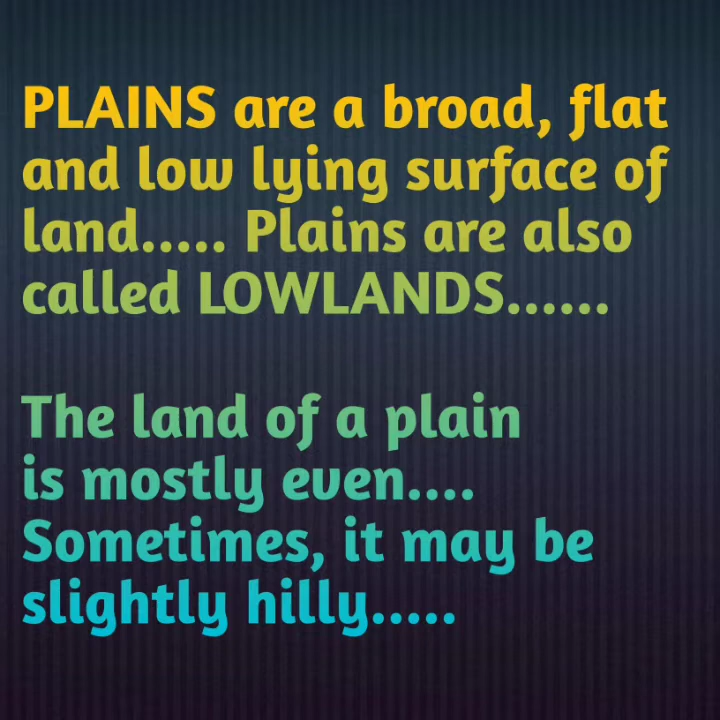 PLAINS are a broad, flat
and low lying surface of
land..... Plains are also
called LOWLANDS......
The land of a plain
is mostly even....
Sometimes, it may be
slightly hilly.....